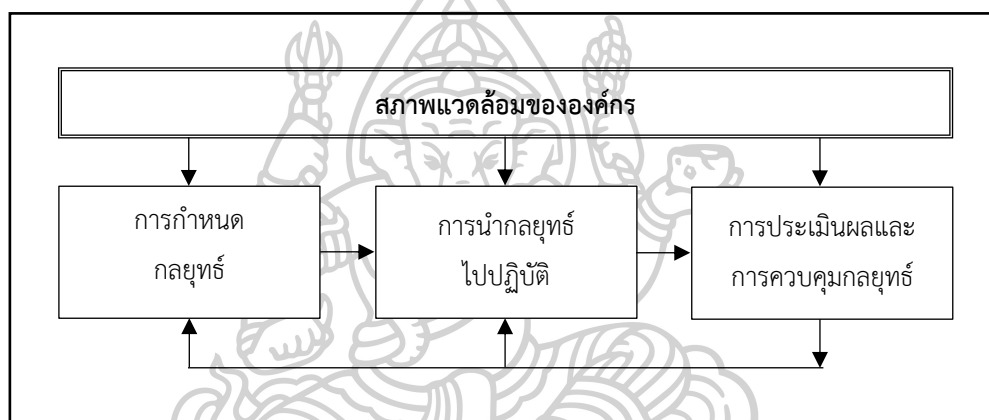 สภาพแวดล้อมขององค์กร
การกำหนด
กลยุทธ์
การนำกลยุทธ์
ไปปฏิบัติ
การประเมินผลและ
การควบคุมกลยุทธ์